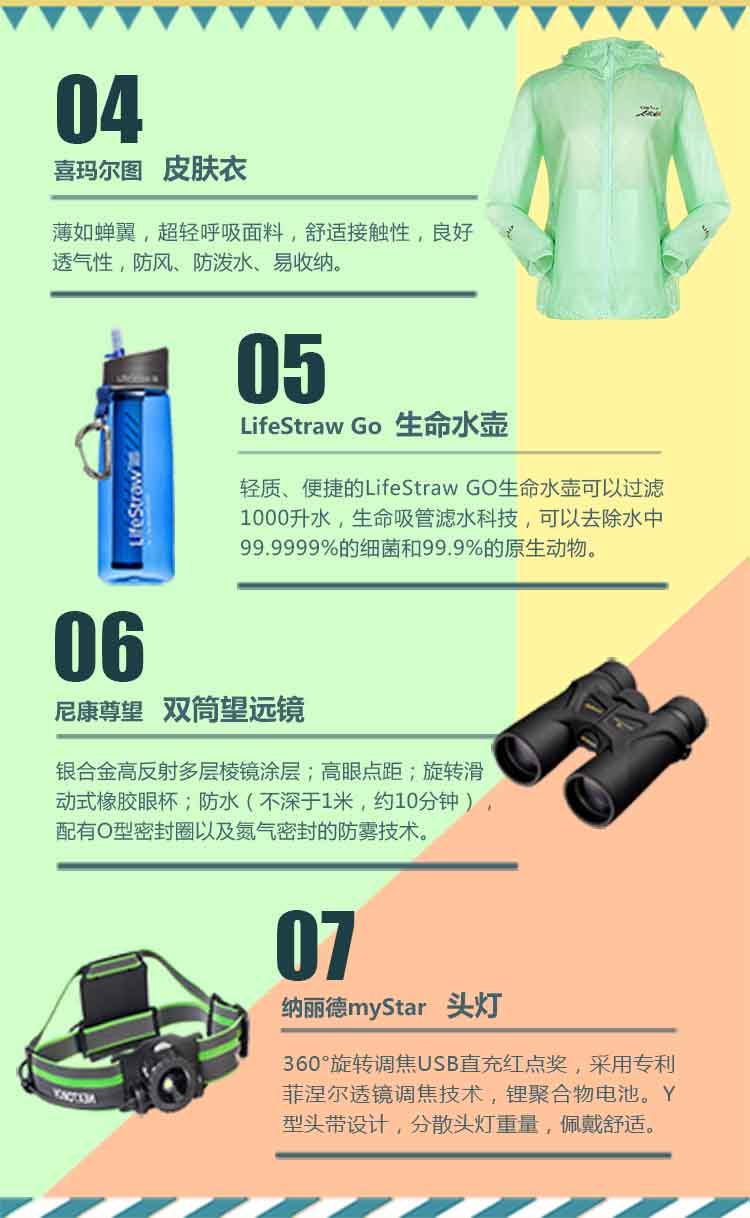 04
喜玛尔图 皮肤衣
薄如蝉翼，超轻呼吸面料，舒适接触性，良好
透气性，防风、防泼水、易收纳。
05
LifeStraw Go 生命水壶
LifeStraw
轻质、便捷的LifeStraw GO生命水壶可以过滤
1000升水，生命吸管滤水科技，可以去除水中
99.9999%的细菌和99.9%的原生动物。
06
尼康尊望 双筒望远镜
银合金高反射多层棱镜涂层；高眼点距；旋转滑
动式橡胶眼杯；防水（不深于1米，约10分钟），
配有O型密封圈以及氮气密封的防雾技术。
07
纳丽德myStar 头灯
NEXTORCH
360°旋转调焦USB直充红点奖，采用专利
菲涅尔透镜调焦技术，锂聚合物电池。Y
型头带设计，分散头灯重量，佩戴舒适。